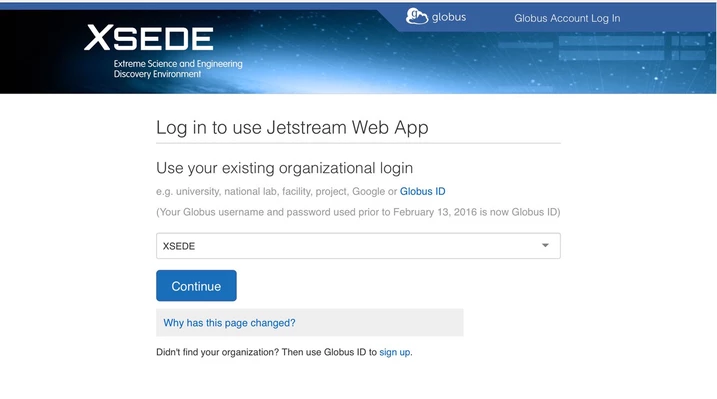 globus
Globus Account Log In
XSEDE
Extreme Science and Engineering
Discovery Environment
Log in to use Jetstream Web App
Use your existing organizational login
e.g. university, national lab, facility, project, Google or Globus ID
(Your Globus username and password used prior to February 13, 2016 is now Globus ID)
XSEDE
Continue
Why has this page changed?
Didn't find your organization? Then use Globus ID to sign up.